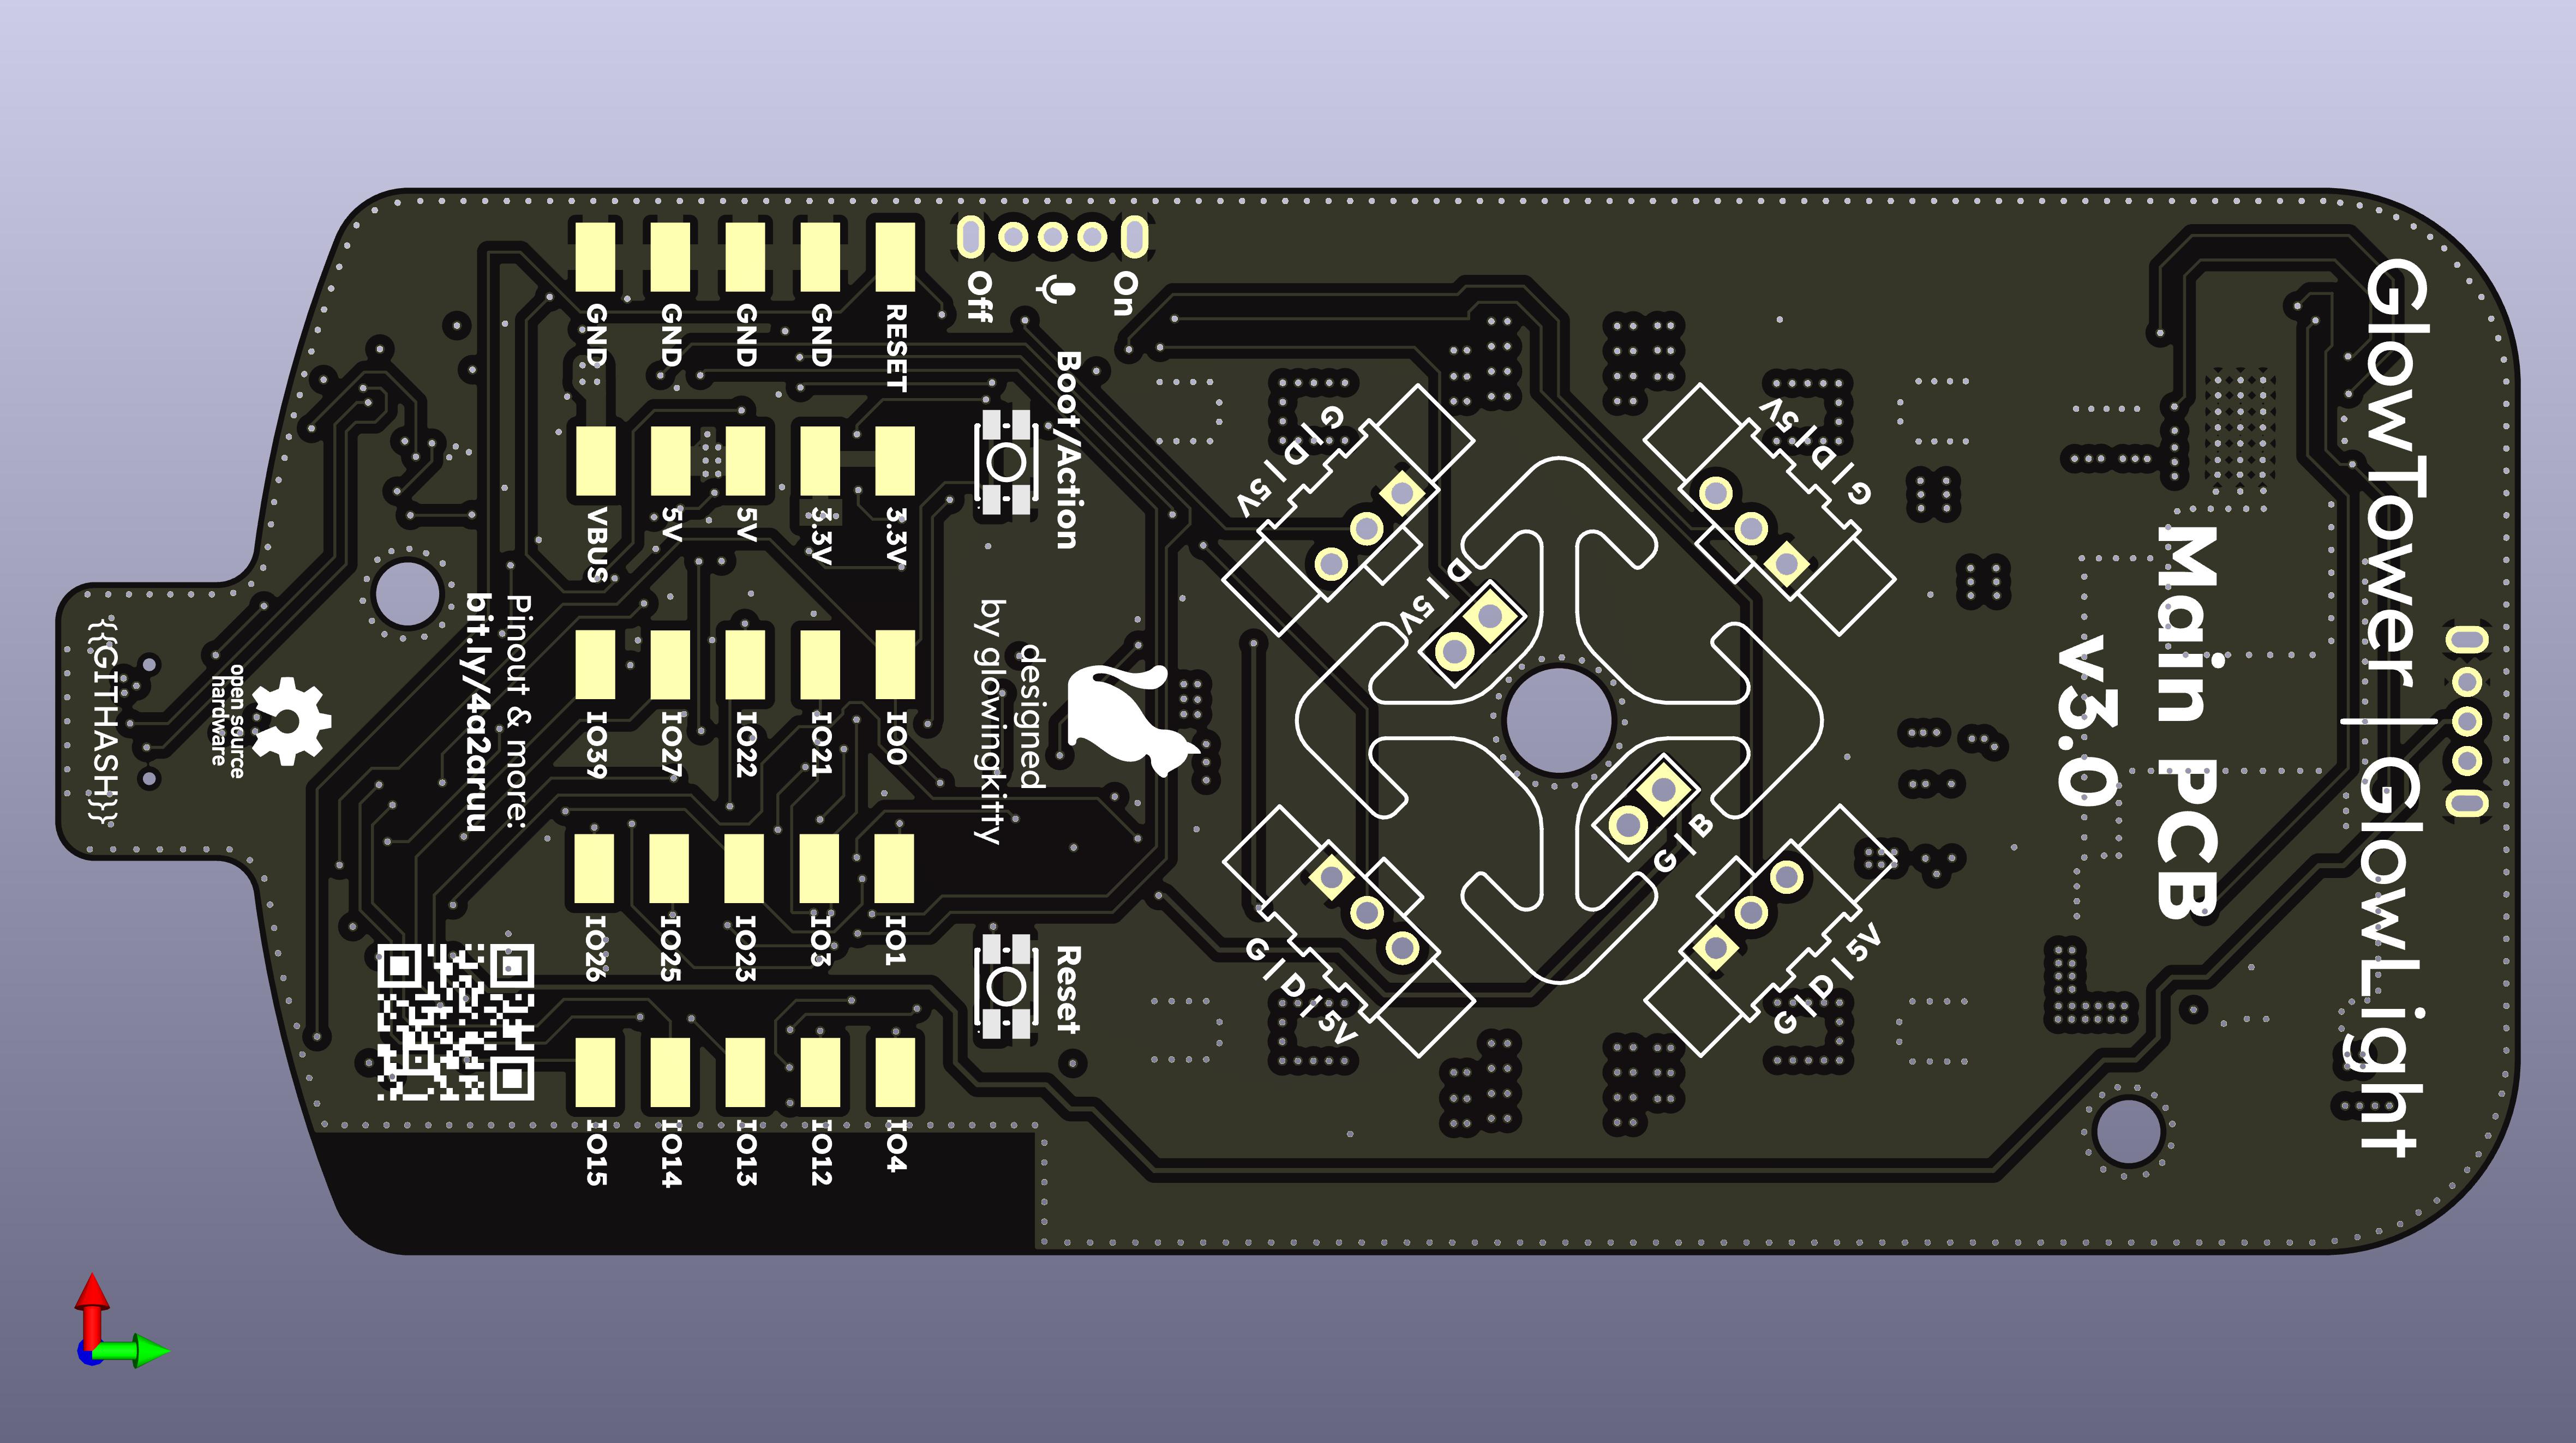 GlowTower | GlowLight
Main PCB
v3.0
G | D | 5V
G | D | 5V
D | 5V
G | B
G | D | 5V
G | D | 5V
On
Off
Boot/Action
Reset
designed
by glowingkitty
RESET
GND
GND
GND
GND
3.3V
3.3V
5V
5V
VBUS
IO0
IO21
IO22
IO27
IO39
IO1
IO3
IO23
IO25
IO26
IO4
IO12
IO13
IO14
IO15
Pinout & more:
bit.ly/4a2aruu
open source
hardware
{{GITHASH}}